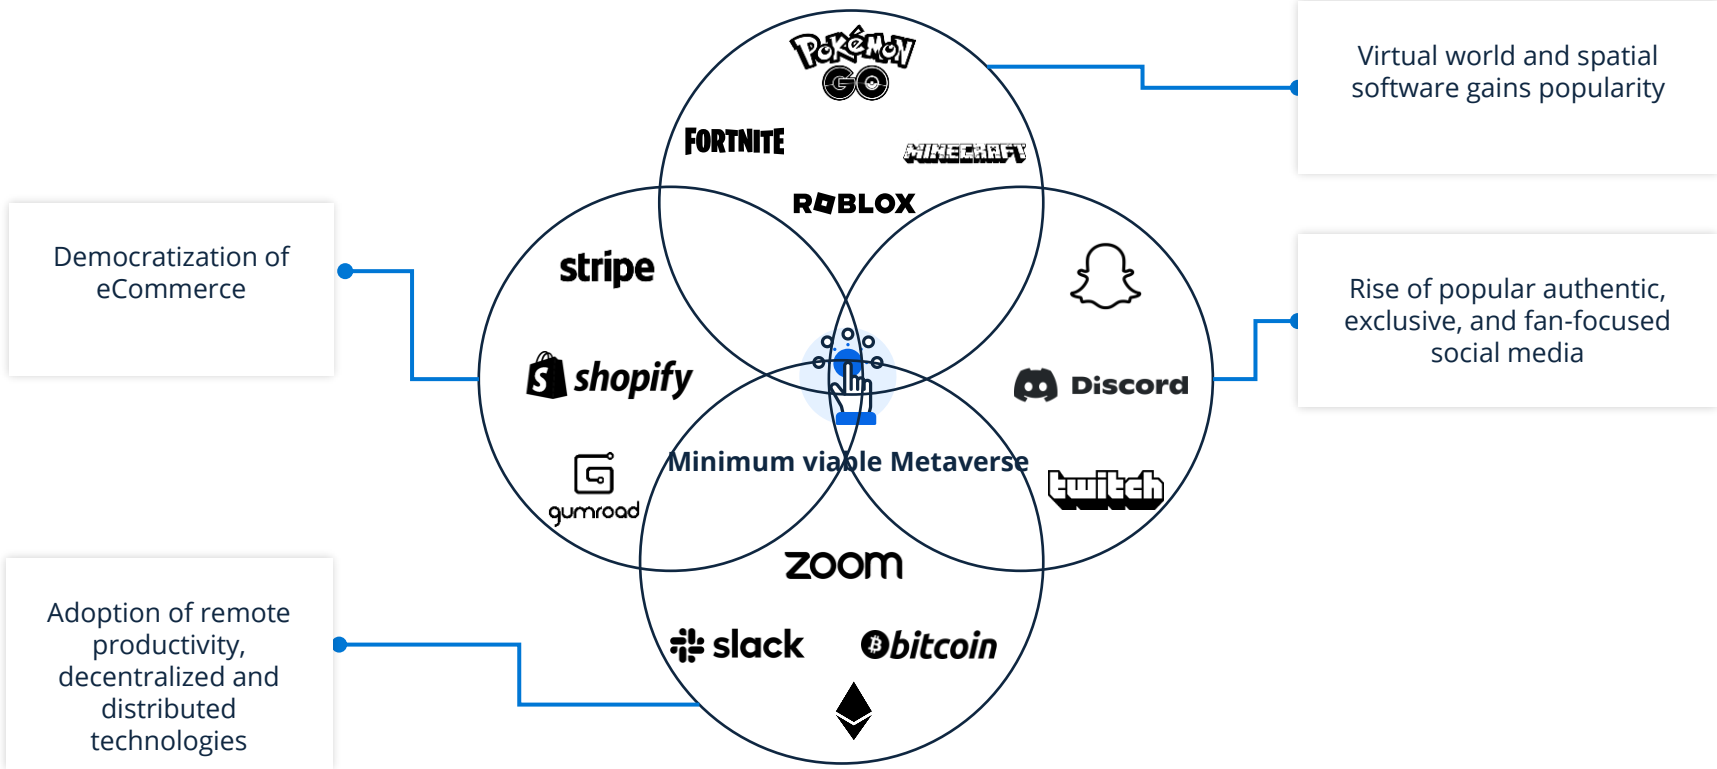 POKéMON
GO
FORTNITE
MINECRAFT
ROBLOX
Virtual world and spatial
software gains popularity
Democratization of
eCommerce
stripe
shopify
gumroad
Discord
twitch
Rise of popular authentic,
exclusive, and fan-focused
social media
Minimum viable Metaverse
zoom
slack
bitcoin
Adoption of remote
productivity,
decentralized and
distributed
technologies